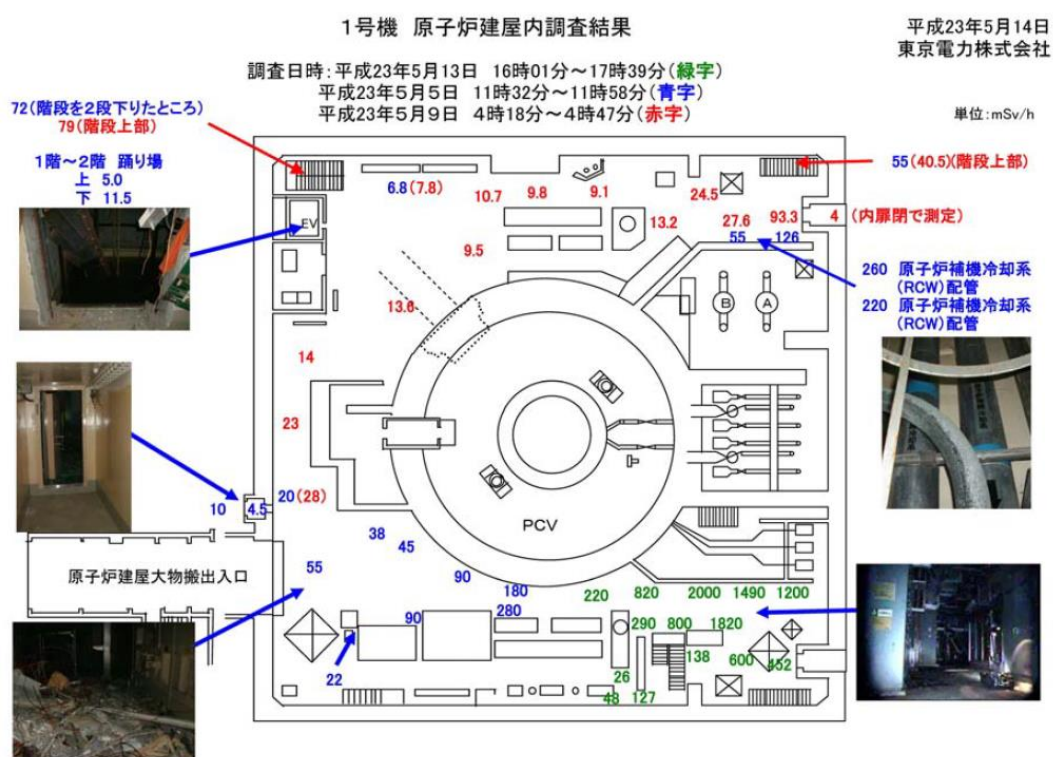 1号機 原子炉建屋内調査結果
平成23年5月14日
東京電力株式会社
調査日時：平成23年5月13日 16時01分～17時39分（緑字）
平成23年5月5日 11時32分～11時58分（青字）
平成23年5月9日 4時18分～4時47分（赤字）
単位：mSv/h
72（階段を2段下りたところ）
79（階段上部）
1階～2階 踊り場
上 5.0
下 11.5
55（40.5）（階段上部）
6.8（7.8）
10.7
9.8
9.1
24.5
EV
13.2
27.6
93.3
4（内扉閉で測定）
55
126
9.5
260 原子炉補機冷却系
（RCW）配管
220 原子炉補機冷却系
（RCW）配管
B
A
13.6
14
23
20（28）
10
4.5
PCV
38
45
原子炉建屋大物搬出入口
55
90
180
220
820
2000
1490
1200
90
280
290
800
1820
138
600
452
22
26
48
127